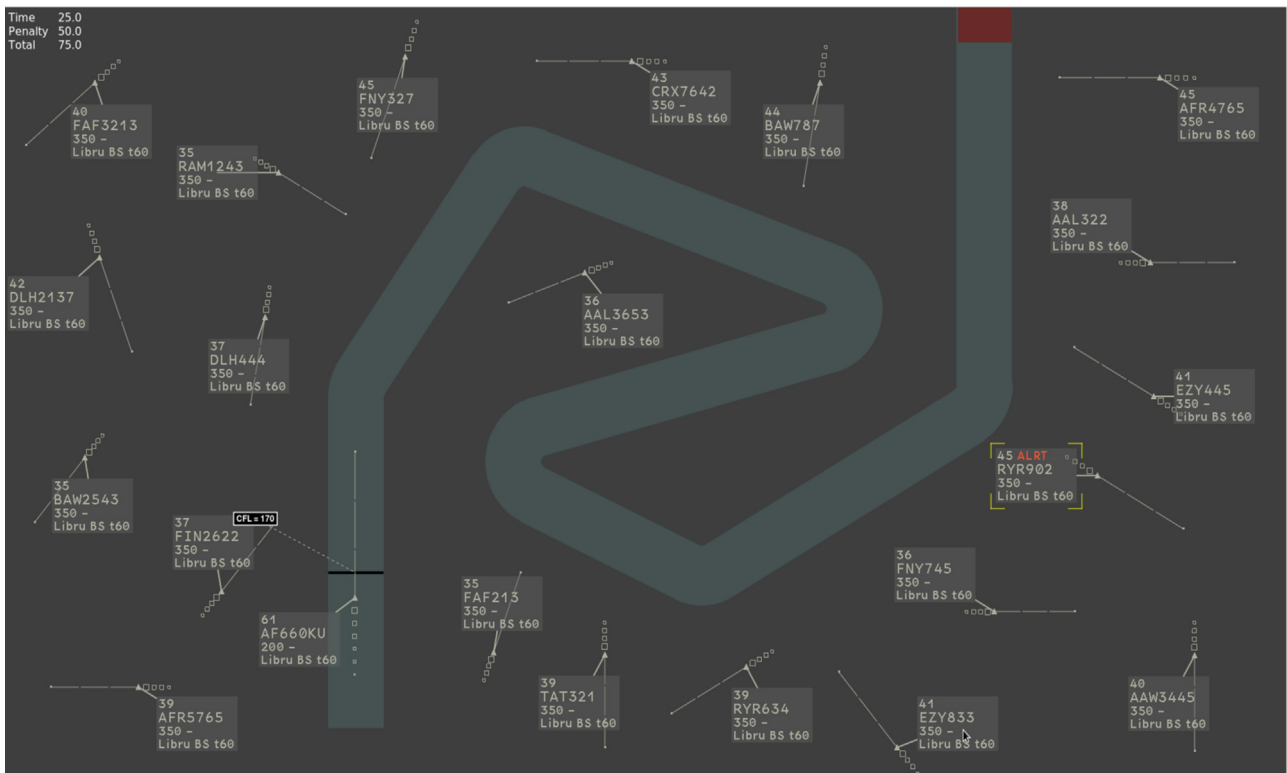 Time 25.0
Penalty 50.0
Total 75.0
40
FAF3213
350 -
Libru BS t60
45
FNY327
350 -
Libru BS t60
43
CRX7642
350 -
Libru BS t60
44
BAW787
350 -
Libru BS t60
45
AFR4765
350 -
Libru BS t60
35
RAM1243
350 -
Libru BS t60
38
AAL322
350 -
Libru BS t60
42
DLH2137
350 -
Libru BS t60
36
AAL3653
350 -
Libru BS t60
37
DLH444
350 -
Libru BS t60
41
EZY445
350 -
Libru BS t60
45 ALRT
RYR902
350 -
Libru BS t60
35
BAW2543
350 -
Libru BS t60
CFL = 170
37
FIN2622
350 -
Libru BS t60
36
FNY745
350 -
Libru BS t60
35
FAF213
350 -
Libru BS t60
61
AF660KU
200 -
Libru BS t60
39
TAT321
350 -
Libru BS t60
39
RYR634
350 -
Libru BS t60
40
AAW3445
350 -
Libru BS t60
39
AFR5765
350 -
Libru BS t60
41
EZY833
350 -
Libru BS t60